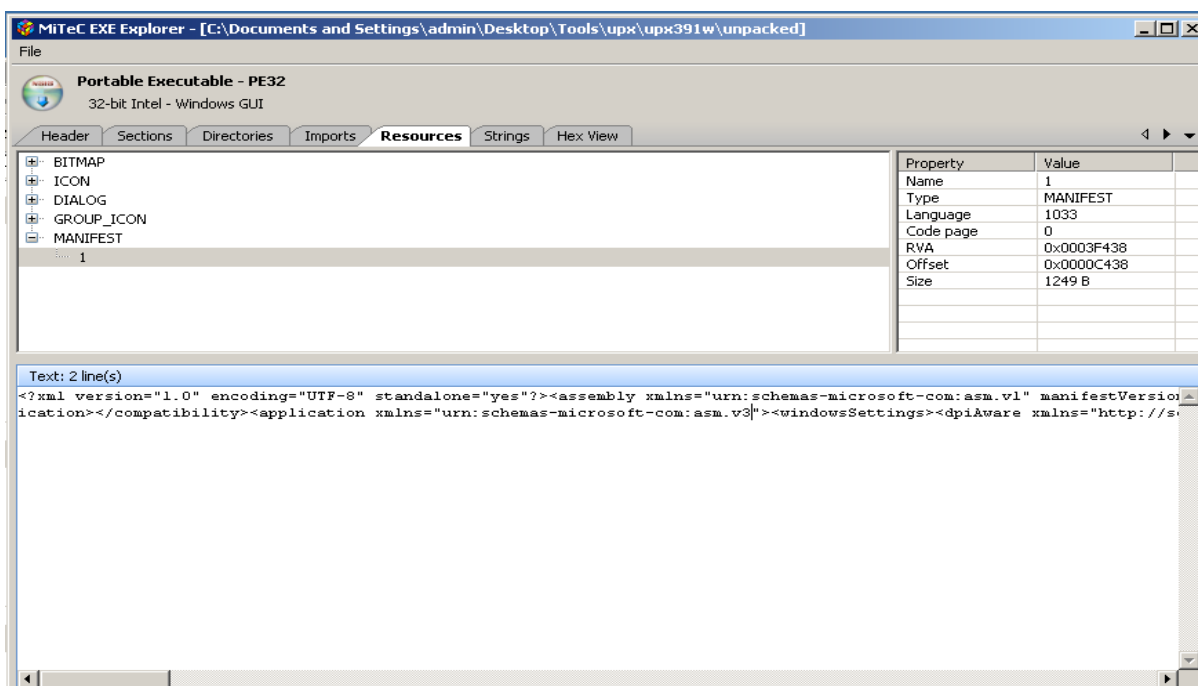 MiTeC EXE Explorer - [C:\Documents and Settings\admin\Desktop\Tools\upx\upx391w\unpacked]
File
Portable Executable - PE32
32-bit Intel - Windows GUI
Header Sections Directories Imports Resources Strings Hex View
BITMAP
ICON
DIALOG
GROUP_ICON
MANIFEST
1
Property Value
Name 1
Type MANIFEST
Language 1033
Code page 0
RVA 0x0003F438
Offset 0x0000C438
Size 1249 B
Text: 2 line(s)
<?xml version="1.0" encoding="UTF-8" standalone="yes"?><assembly xmlns="urn:schemas-microsoft-com:asm.v1" manifestVersion
ication></compatibility><application xmlns="urn:schemas-microsoft-com:asm.v3"><windowsSettings><dpiAware xmlns="http://s